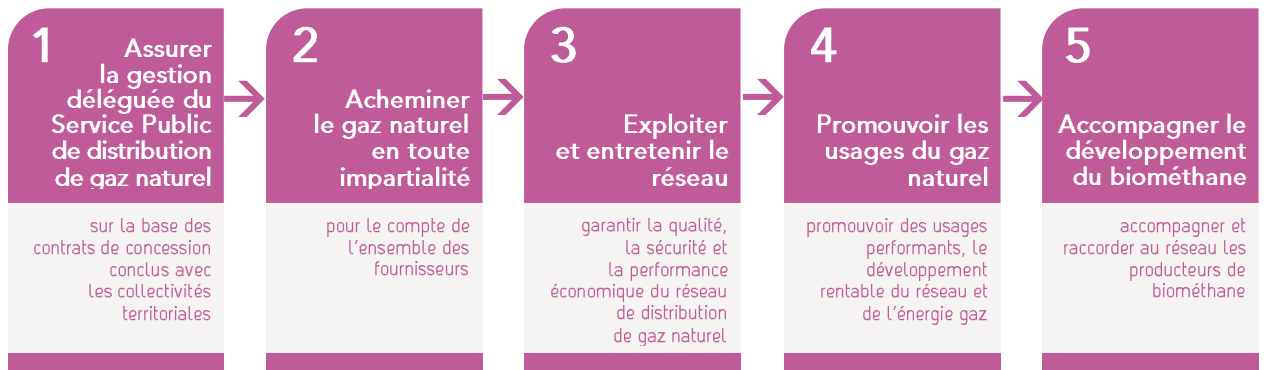 1
Assurer
la gestion
déléguée du
Service Public
de distribution
de gaz naturel
sur la base des
contrats de concession
conclus avec
les collectivités
territoriales
2
Acheminer
le gaz naturel
en toute
impartialité
pour le compte de
l'ensemble des
fournisseurs
3
Exploiter
et entretenir le
réseau
garantir la qualité,
la sécurité et
la performance
économique du réseau
de distribution
de gaz naturel
4
Promouvoir les
usages du gaz
naturel
promouvoir des usages
performants, le
développement
rentable du réseau et
de l'énergie gaz
5
Accompagner le
développement
du biométhane
accompagner et
raccorder au réseau les
producteurs de
biométhane